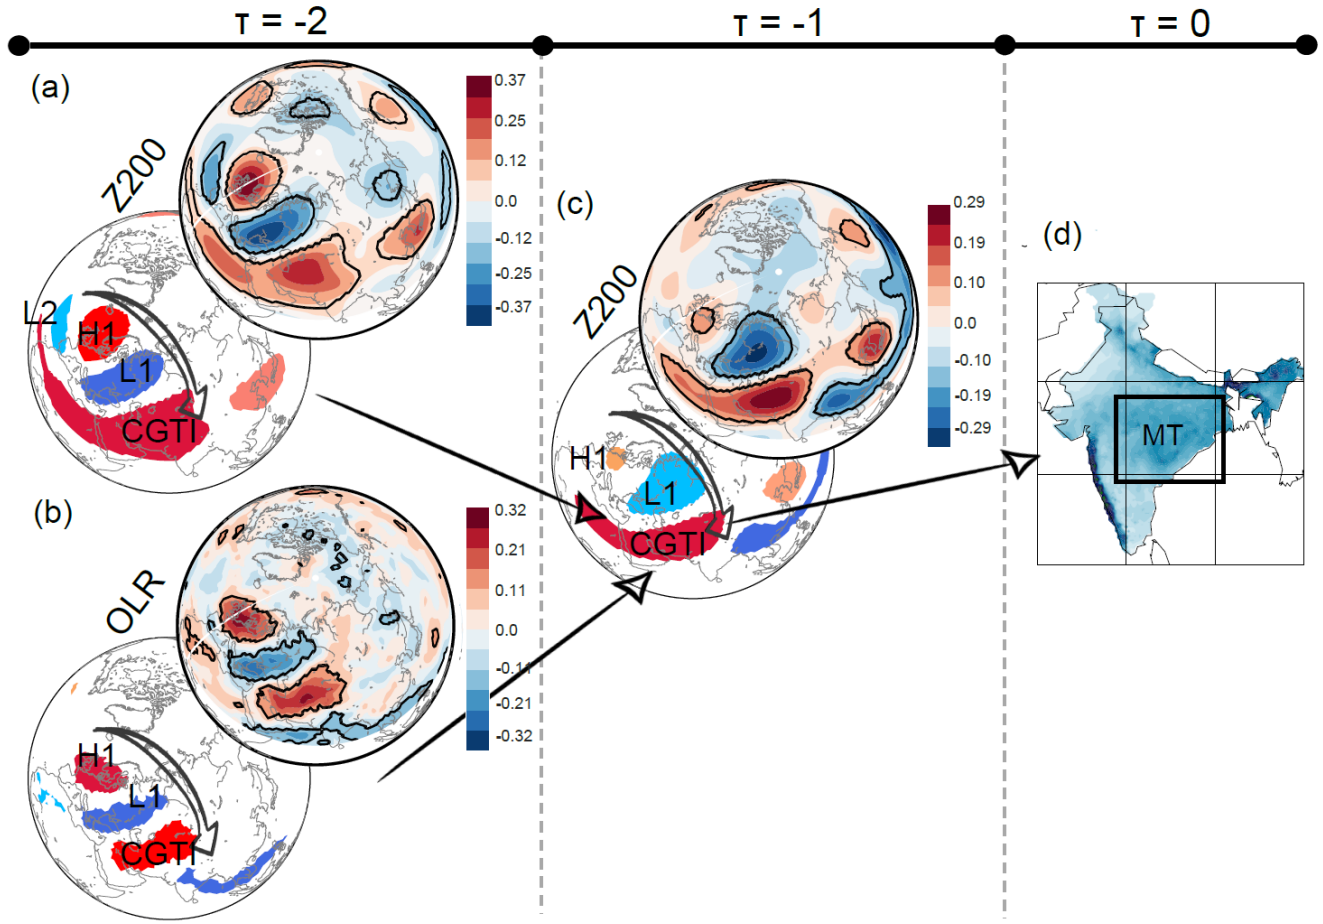 τ = -2
τ = -1
τ = 0
(a)
Z200
0.37
0.25
0.12
0.0
-0.12
-0.25
-0.37
L2
H1
L1
CGTI
(b)
OLR
0.32
0.21
0.11
0.0
-0.11
-0.21
-0.32
H1
L1
CGTI
(c)
Z200
0.29
0.19
0.10
0.0
-0.10
-0.19
-0.29
H1
L1
CGTI
(d)
MT